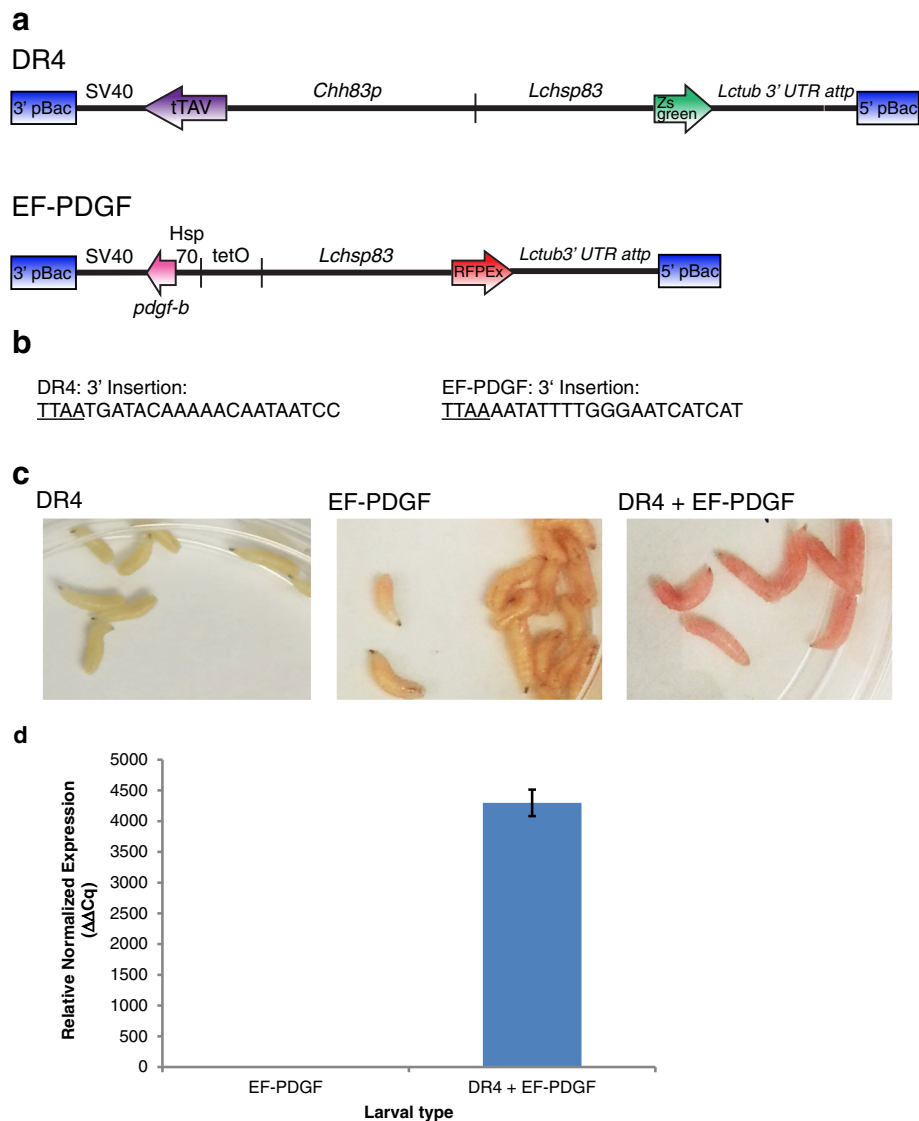 a
DR4
3' pBac SV40 tTAV Chh83p Lchsp83 Zs green Lctub 3' UTR attp 5' pBac
EF-PDGF
3' pBac SV40 pdgf-b Hsp 70 tetO Lchsp83 RFPEx Lctub3' UTR attp 5' pBac
b
DR4: 3' Insertion:
TTAATGATACAAAAACAATAATCC
EF-PDGF: 3‘ Insertion:
TTAAAATATTTTGGGAATCATCAT
c
DR4
EF-PDGF
DR4 + EF-PDGF
d
Relative Normalized Expression
(ΔΔCq)
5000
4500
4000
3500
3000
2500
2000
1500
1000
500
0
EF-PDGF
DR4 + EF-PDGF
Larval type